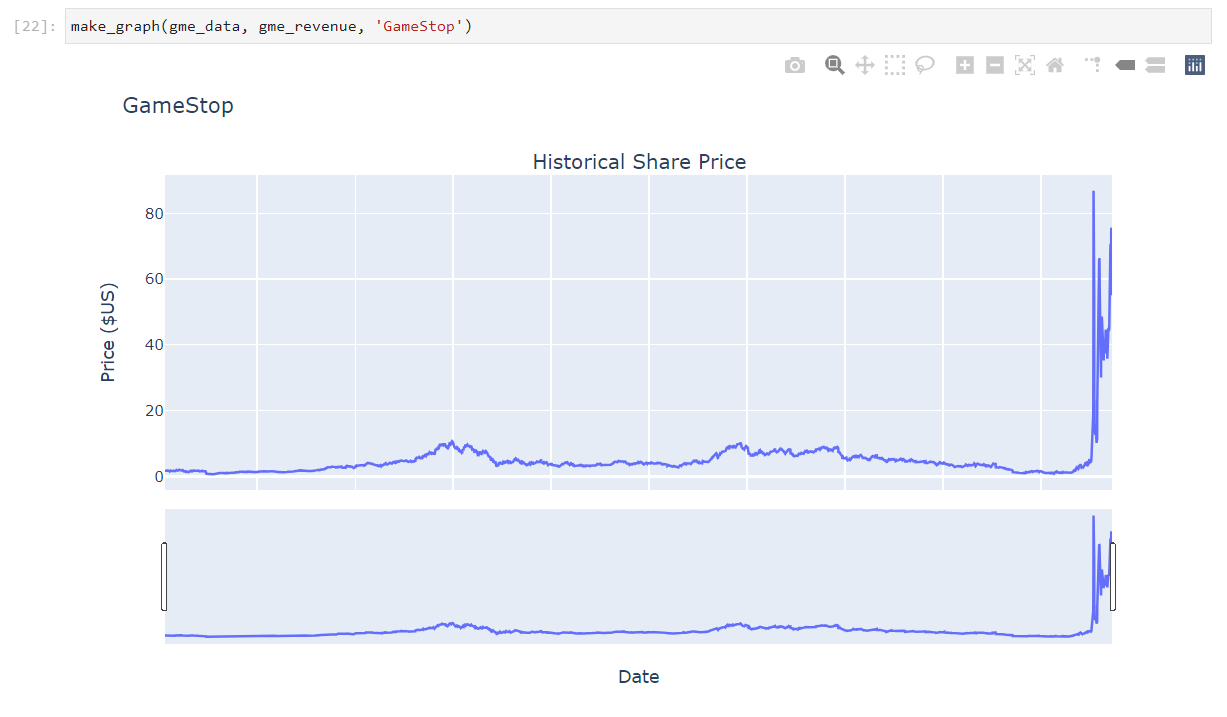 [22]: make_graph(gme_data, gme_revenue, 'GameStop')
GameStop
Historical Share Price
80
60
40
20
0
Price ($US)
Date